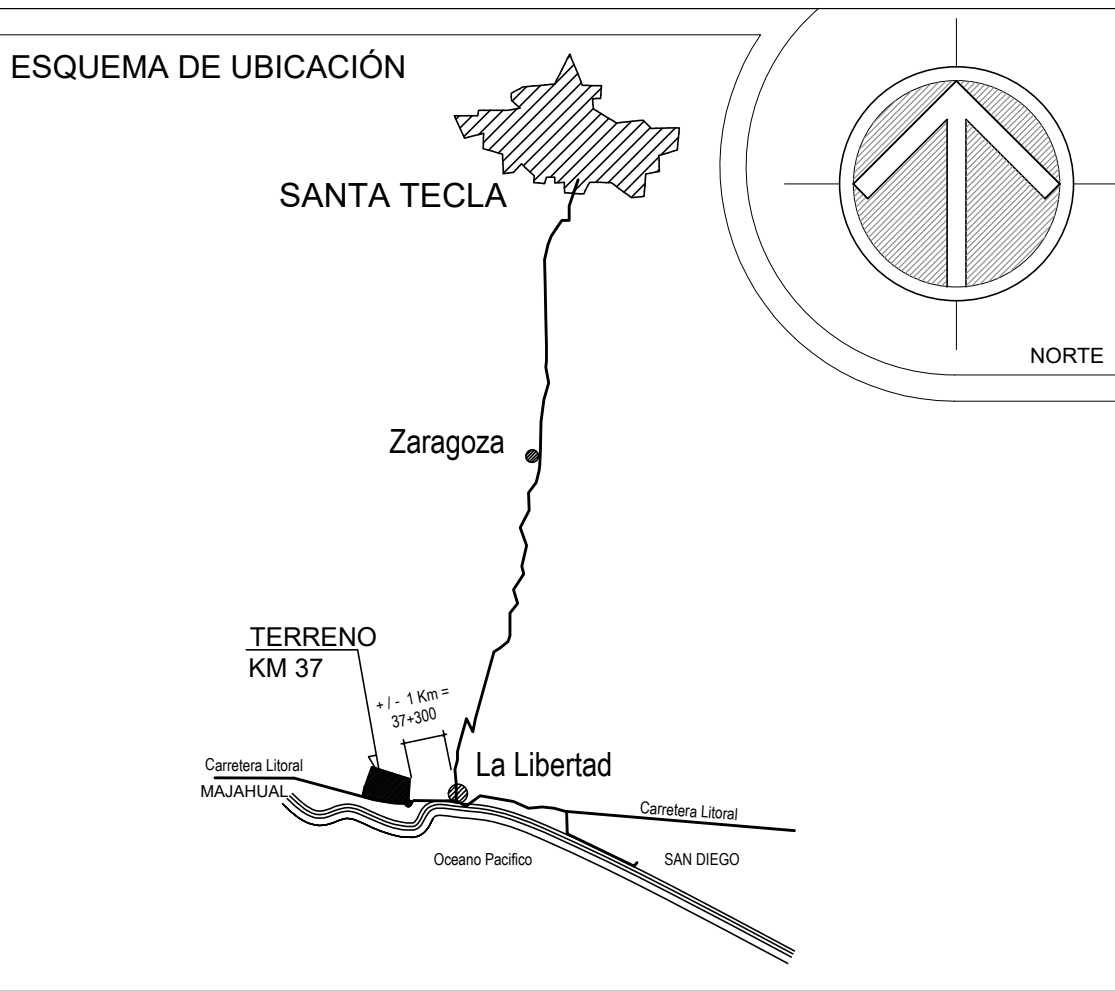 ESQUEMA DE UBICACIÓN
SANTA TECLA
NORTE
Zaragoza
TERRENO
KM 37
+ / - 1 Km =
37+300
Carretera Litoral
La Libertad
MAJAHUAL
Carretera Litoral
Oceano Pacifico
SAN DIEGO